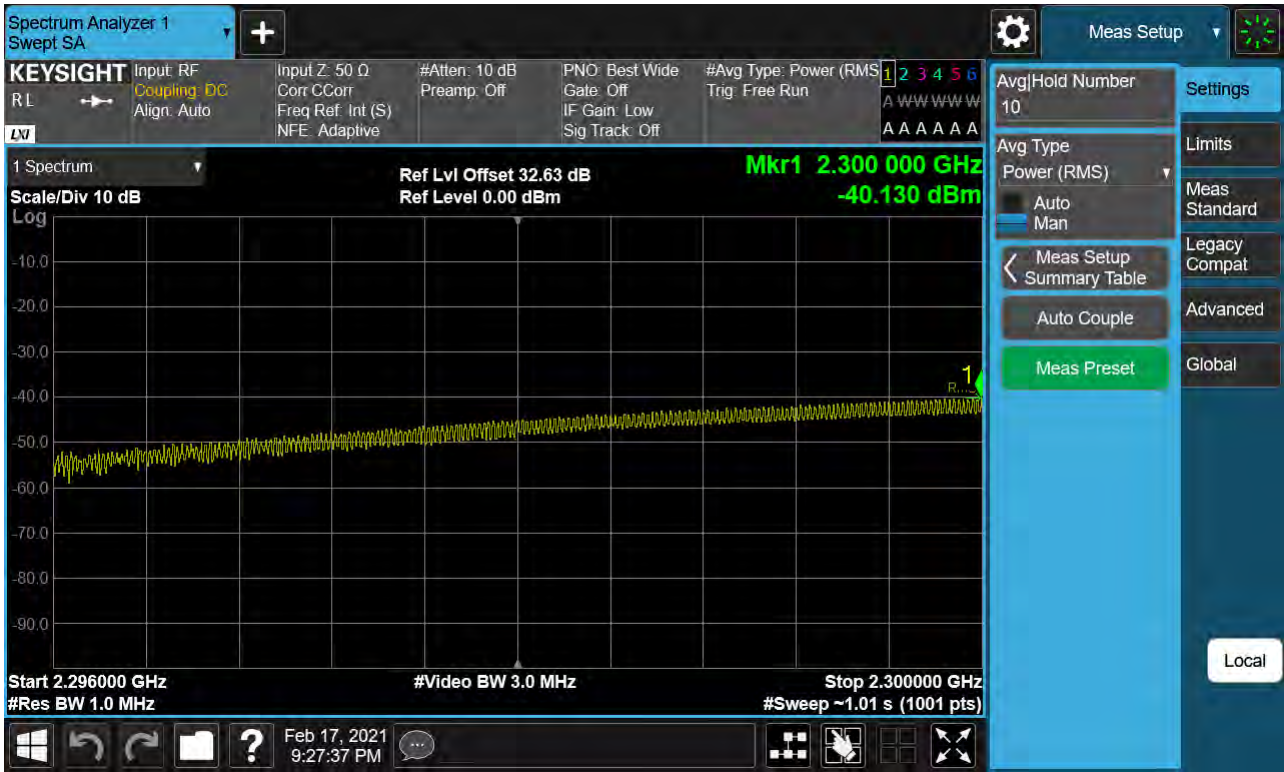 Spectrum Analyzer 1
Swept SA
+
Meas Setup
KEYSIGHT
RL
LXI
Input: RF
Coupling: DC
Align: Auto
Input Z: 50 Ω
Corr CCorr
Freq Ref: Int (S)
NFE: Adaptive
#Atten: 10 dB
Preamp: Off
PNO: Best Wide
Gate: Off
IF Gain: Low
Sig Track: Off
#Avg Type: Power (RMS
Trig: Free Run
1 2 3 4 5 6
A W W W W W
A A A A A A
1 Spectrum
Scale/Div 10 dB
Log
Ref Lvl Offset 32.63 dB
Ref Level 0.00 dBm
Mkr1 2.300 000 GHz
-40.130 dBm
-10.0
-20.0
-30.0
-40.0
-50.0
-60.0
-70.0
-80.0
-90.0
1
Start 2.296000 GHz
#Res BW 1.0 MHz
#Video BW 3.0 MHz
Stop 2.300000 GHz
#Sweep ~1.01 s (1001 pts)
Avg|Hold Number
10
Avg Type
Power (RMS)
Auto
Man
Meas Setup
Summary Table
Auto Couple
Meas Preset
Settings
Limits
Meas
Standard
Legacy
Compat
Advanced
Global
Local
?
Feb 17, 2021
9:27:37 PM